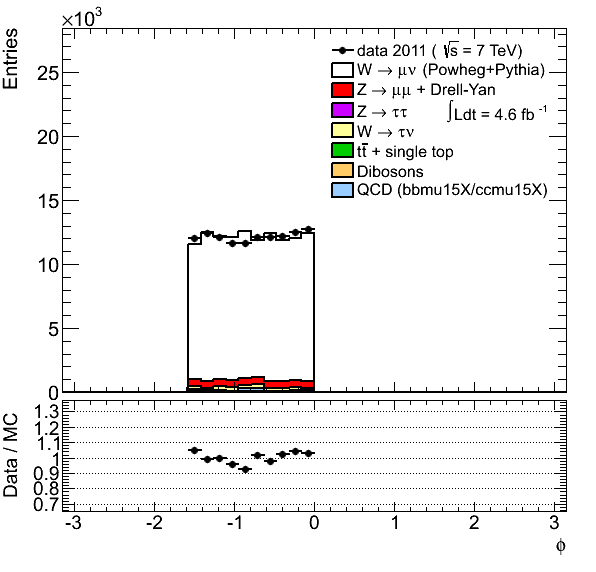 ×10³
Entries
25
20
15
10
5
0
data 2011 ( √s = 7 TeV)
W → μν (Powheg+Pythia)
Z → μμ + Drell-Yan
Z → ττ
∫Ldt = 4.6 fb⁻¹
W → τν
tt̄ + single top
Dibosons
QCD (bbmu15X/ccmu15X)
Data / MC
1.3
1.2
1.1
1
0.9
0.8
0.7
-3 -2 -1 0 1 2 3
ϕ